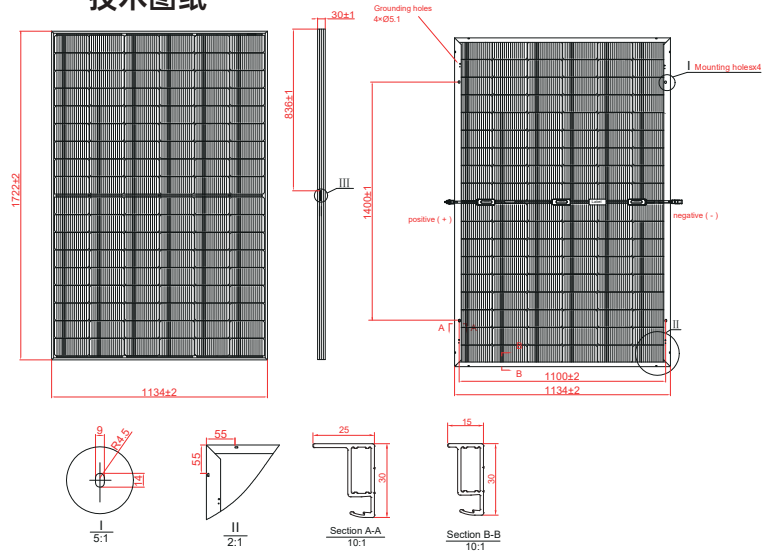 技术图纸
30±1
Grounding holes
4×Ø5.1
I Mounting holesx4
836±1
III
1722±2
1400±1
positive ( + )
Label
negative ( - )
A
A
II
B
B
1134±2
1100±2
1134±2
9
R4.5
14
I
5:1
55
55
II
2:1
25
30
Section A-A
10:1
15
30
Section B-B
10:1